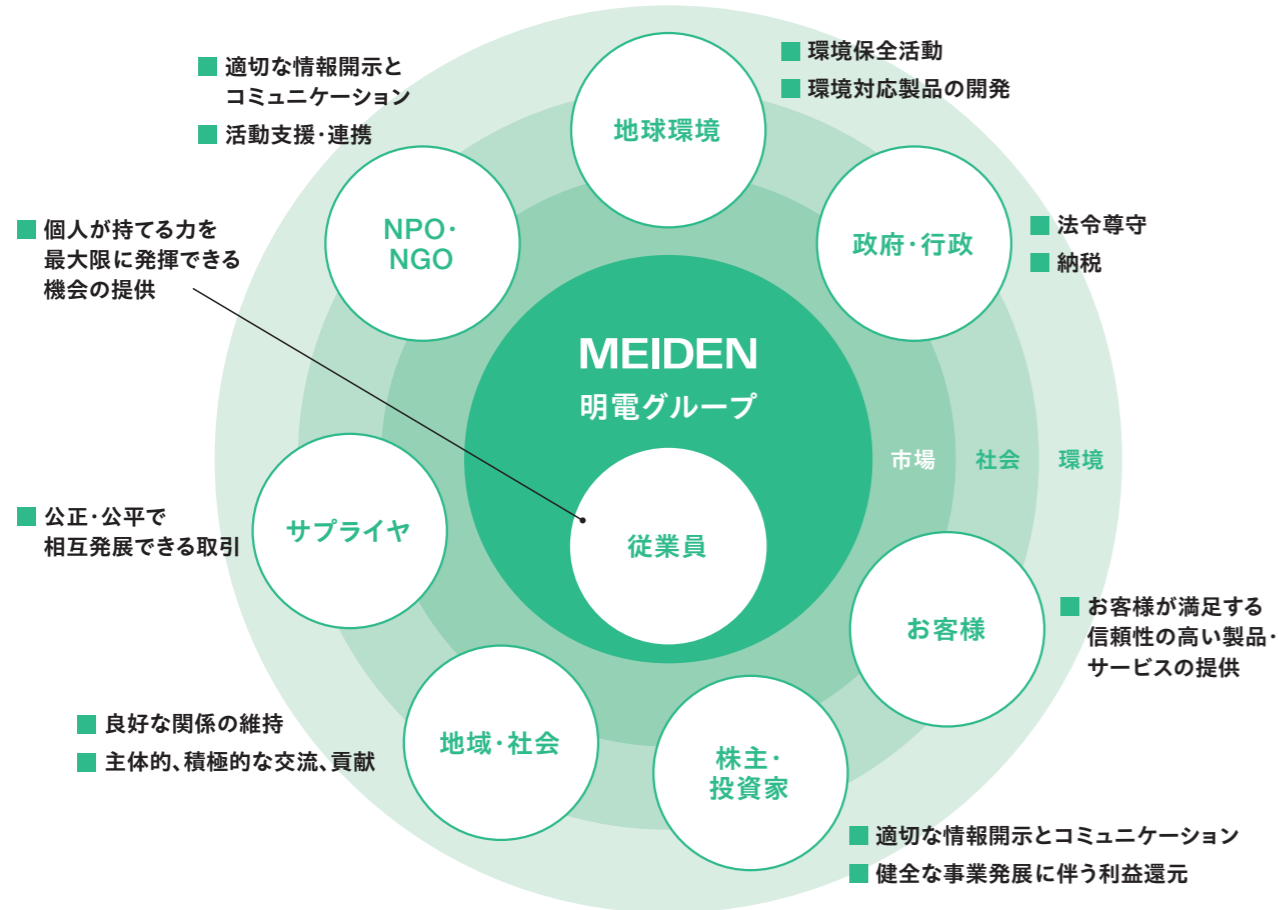 適切な情報開示と
コミュニケーション
活動支援・連携
環境保全活動
環境対応製品の開発
地球環境
NPO・
NGO
政府・行政
法令尊守
納税
個人が持てる力を
最大限に発揮できる
機会の提供
MEIDEN
明電グループ
市場
社会
環境
サプライヤ
公正・公平で
相互発展できる取引
従業員
お客様
お客様が満足する
信頼性の高い製品・
サービスの提供
地域・社会
良好な関係の維持
主体的、積極的な交流、貢献
株主・
投資家
適切な情報開示とコミュニケーション
健全な事業発展に伴う利益還元